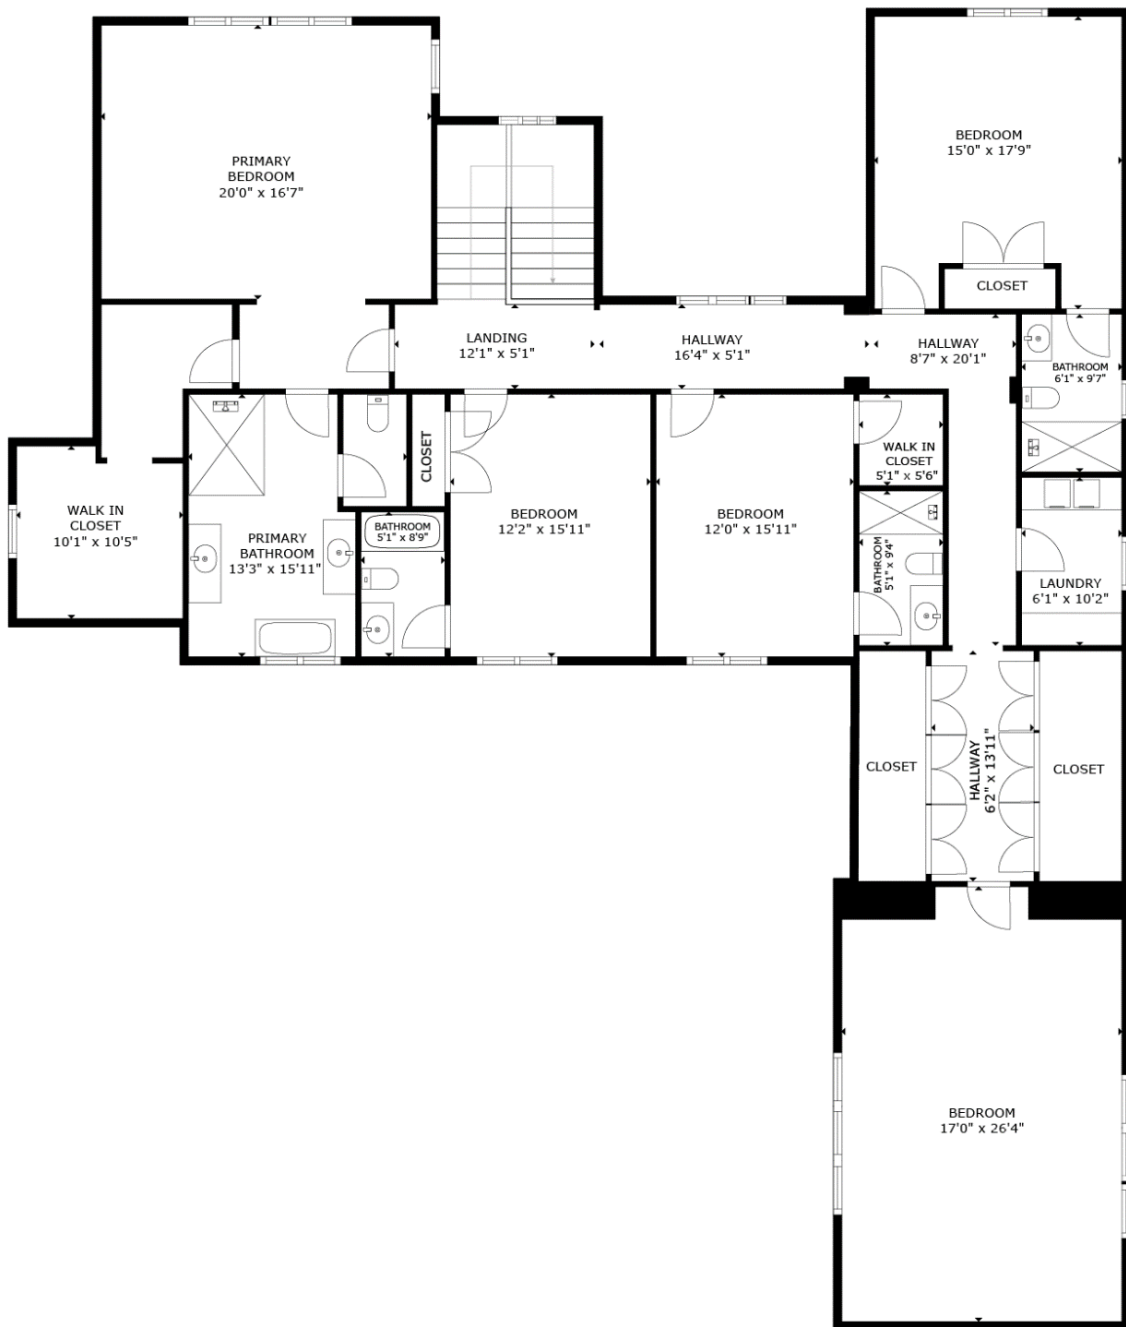 PRIMARY
BEDROOM
20'0" x 16'7"
BEDROOM
15'0" x 17'9"
CLOSET
LANDING
12'1" x 5'1"
HALLWAY
16'4" x 5'1"
HALLWAY
8'7" x 20'1"
BATHROOM
6'1" x 9'7"
WALK IN
CLOSET
10'1" x 10'5"
PRIMARY
BATHROOM
13'3" x 15'11"
CLOSET
BATHROOM
5'1" x 8'9"
BEDROOM
12'2" x 15'11"
BEDROOM
12'0" x 15'11"
WALK IN
CLOSET
5'1" x 5'6"
BATHROOM
5'1" x 9'4"
LAUNDRY
6'1" x 10'2"
CLOSET
HALLWAY
6'2" x 13'11"
CLOSET
BEDROOM
17'0" x 26'4"